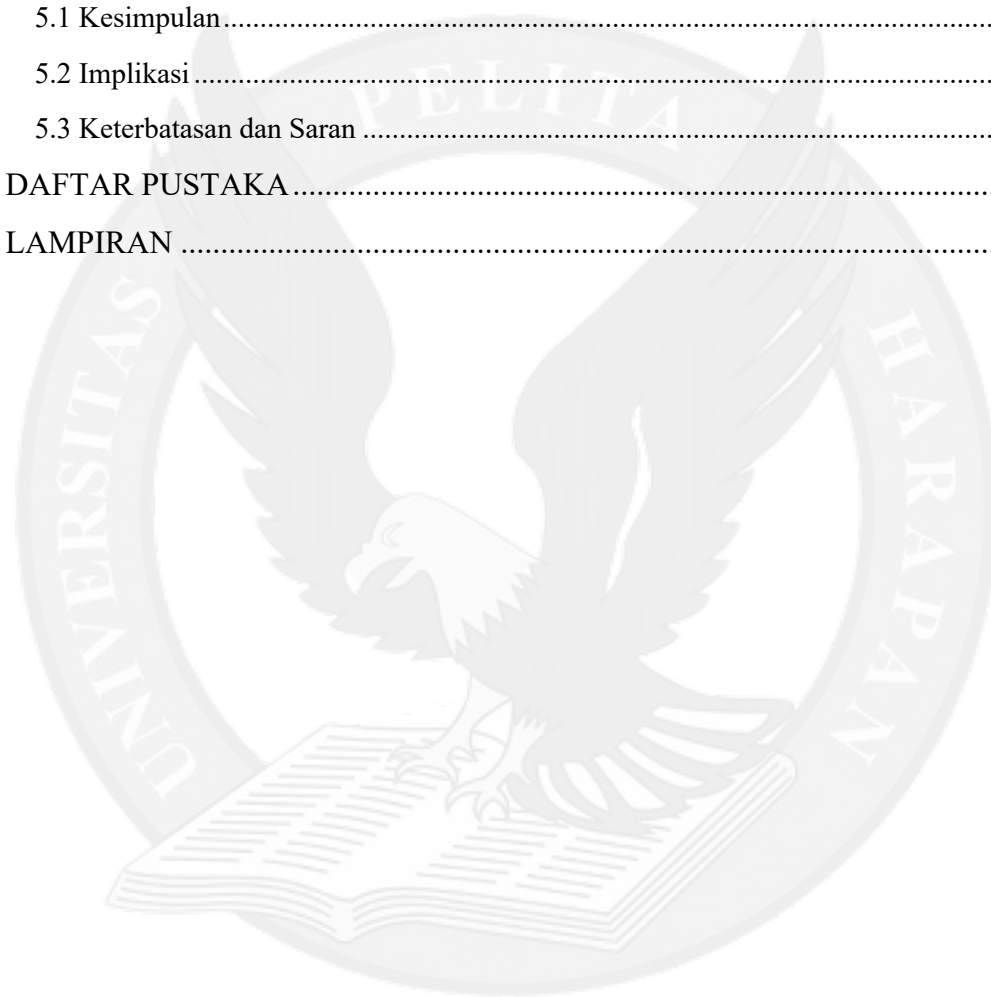 5.1 Kesimpulan........................................................................................................
5.2 Implikasi............................................................................................................
5.3 Keterbatasan dan Saran.....................................................................................
DAFTAR PUSTAKA..............................................................................................
LAMPIRAN............................................................................................................
UNIVERSITAS PELITA HARAPAN